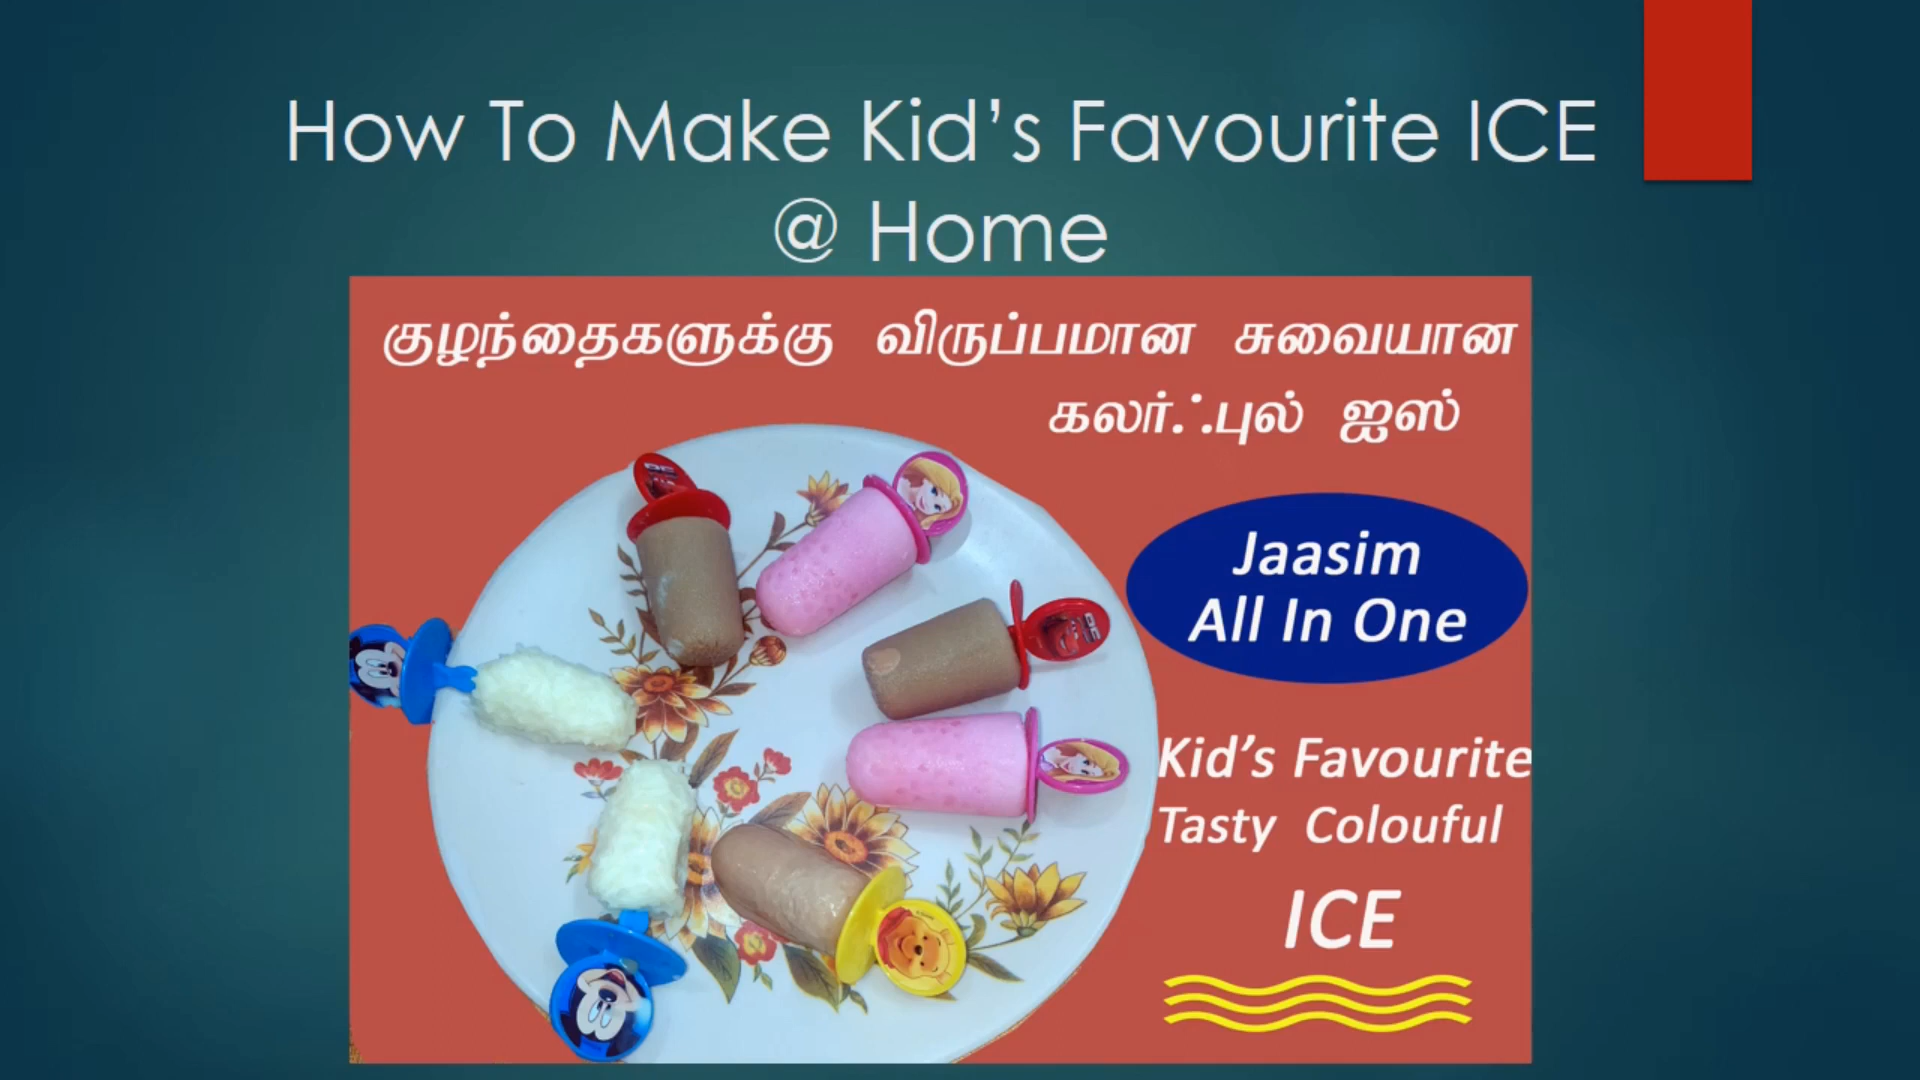 How To Make Kid’s Favourite ICE
@ Home
குழந்தைகளுக்கு விருப்பமான சுவையான
கலர்ஃபுல் ஐஸ்
Jaasim
All In One
Kid’s Favourite
Tasty Colouful
ICE